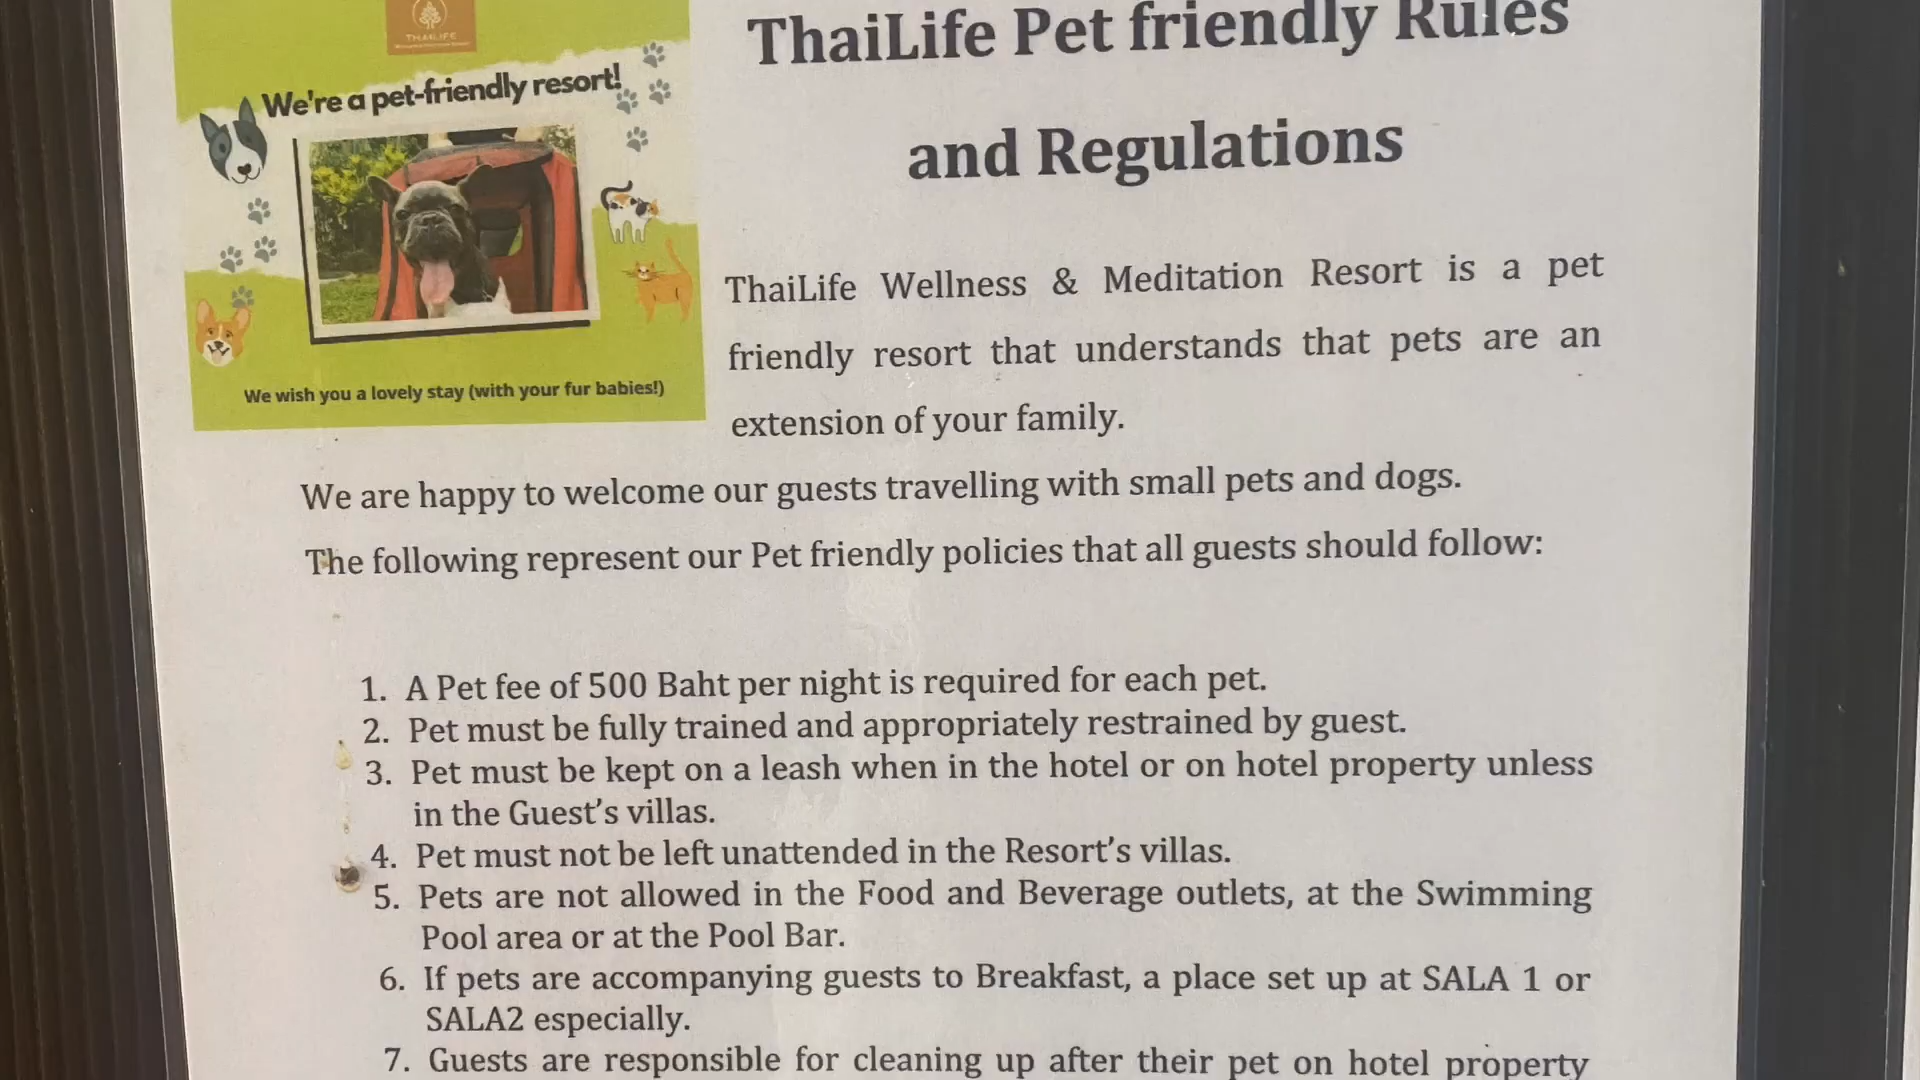 THAILIFE
We're a pet-friendly resort!
We wish you a lovely stay (with your fur babies!)
ThaiLife Pet friendly Rules
and Regulations
ThaiLife Wellness & Meditation Resort is a pet
friendly resort that understands that pets are an
extension of your family.
We are happy to welcome our guests travelling with small pets and dogs.
The following represent our Pet friendly policies that all guests should follow:
1. A Pet fee of 500 Baht per night is required for each pet.
2. Pet must be fully trained and appropriately restrained by guest.
3. Pet must be kept on a leash when in the hotel or on hotel property unless
in the Guest's villas.
4. Pet must not be left unattended in the Resort's villas.
5. Pets are not allowed in the Food and Beverage outlets, at the Swimming
Pool area or at the Pool Bar.
6. If pets are accompanying guests to Breakfast, a place set up at SALA 1 or
SALA2 especially.
7. Guests are responsible for cleaning up after their pet on hotel property